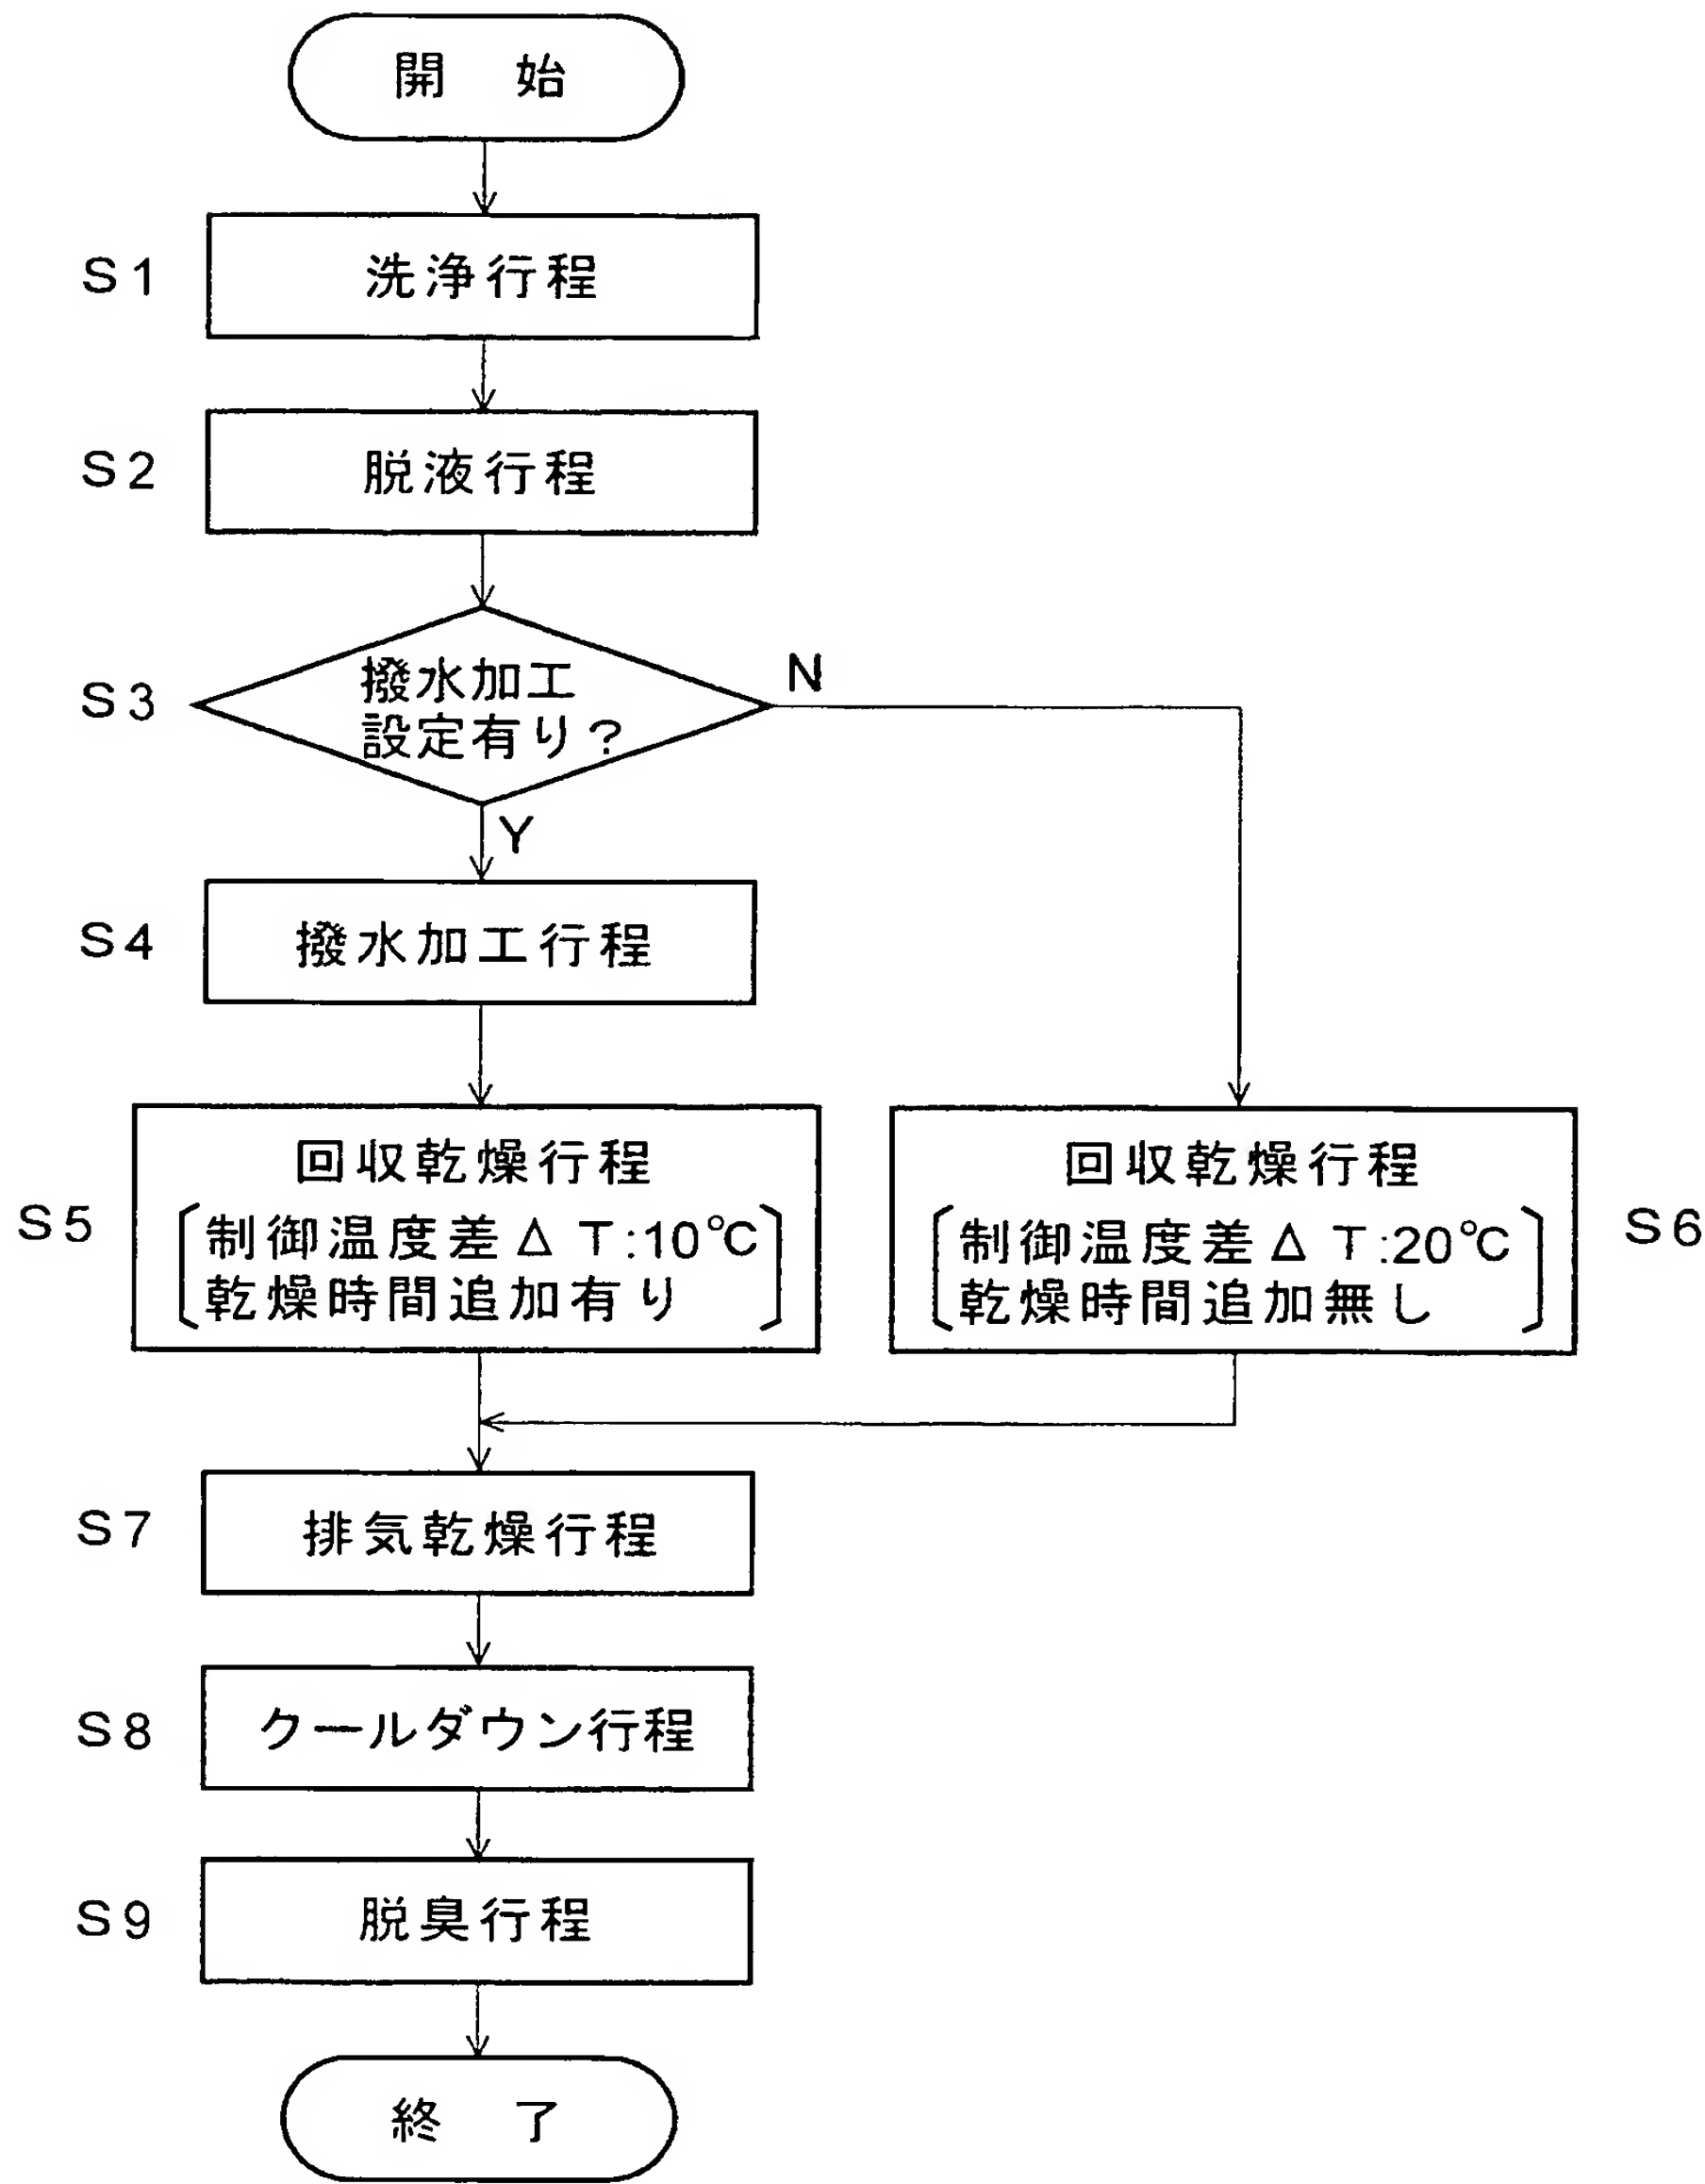 開 始
S1
洗浄行程
S2
脱液行程
S3
撥水加工
設定有り?
N
Y
S4
撥水加工行程
S5
回収乾燥行程
制御温度差ΔT:10℃
乾燥時間追加有り
回収乾燥行程
制御温度差ΔT:20℃
乾燥時間追加無し
S6
S7
排気乾燥行程
S8
クールダウン行程
S9
脱臭行程
終 了